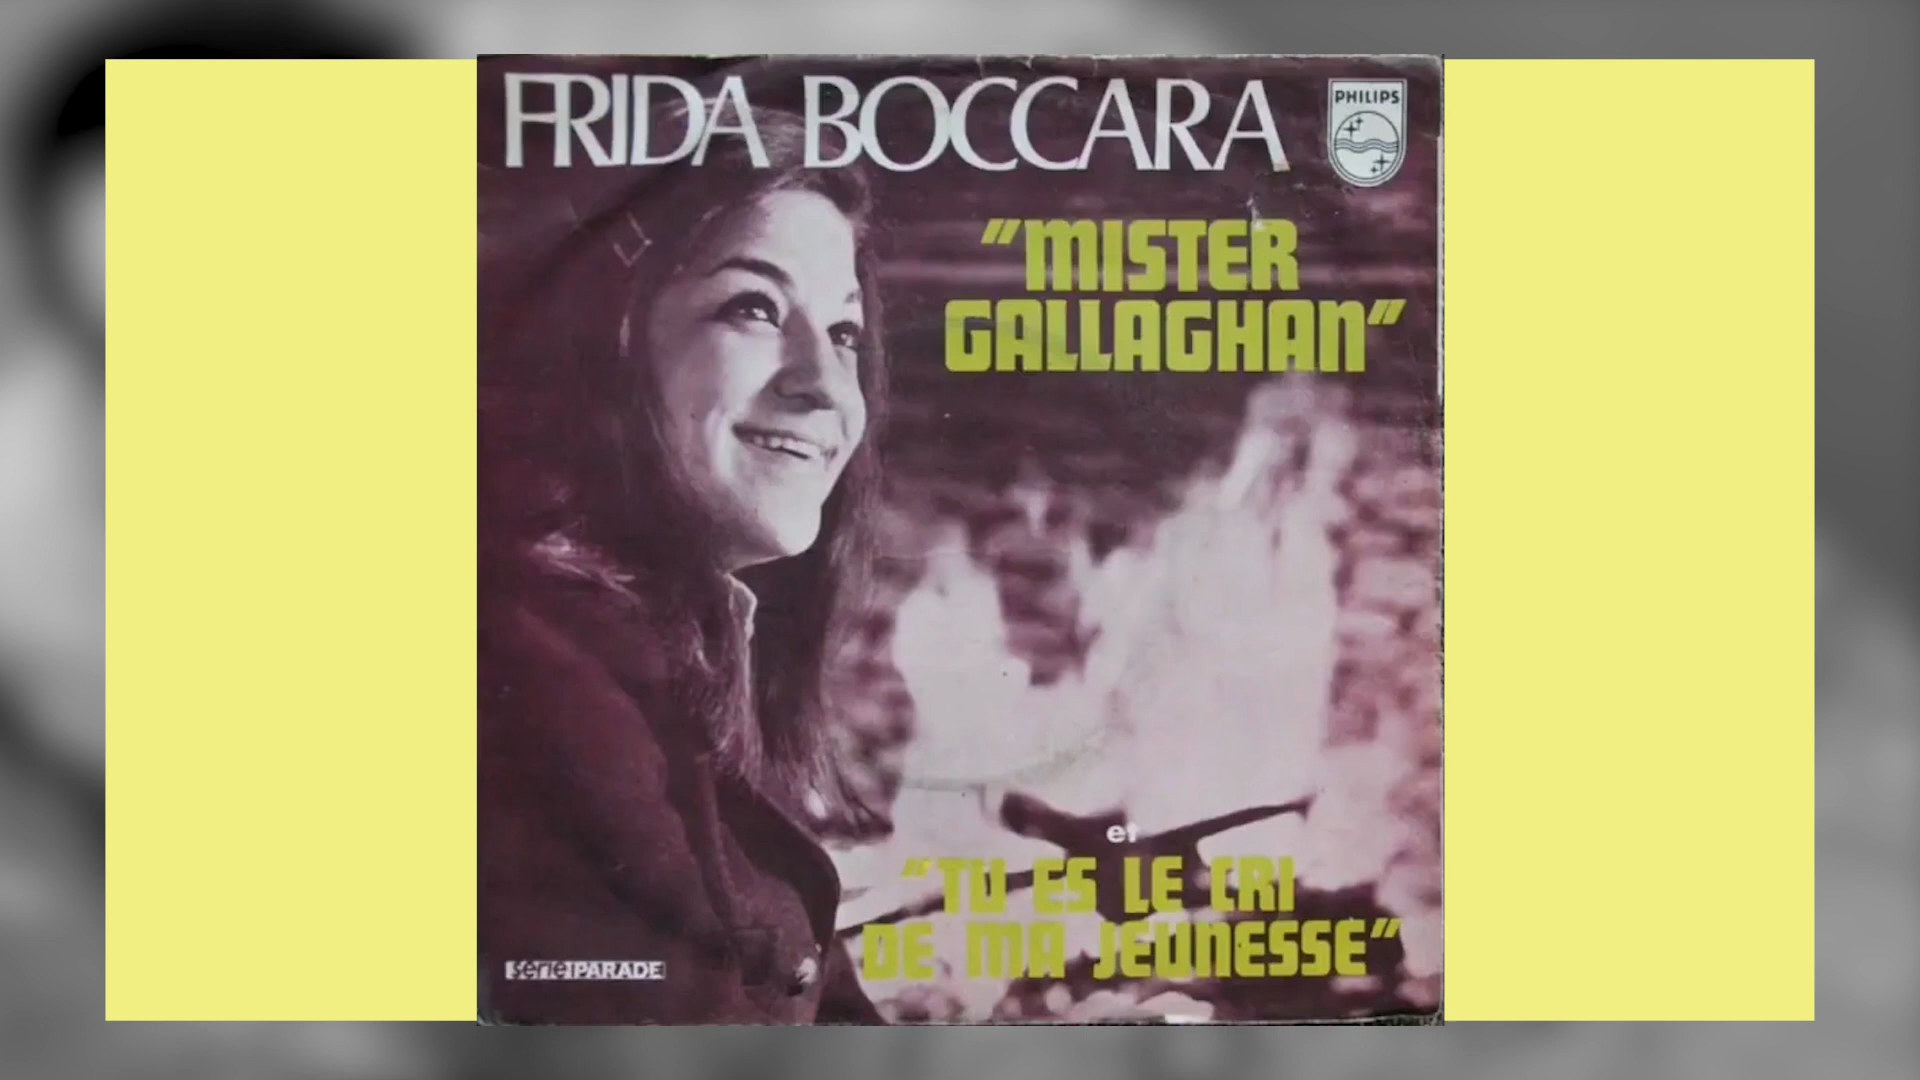 FRIDA BOCCARA
PHILIPS
"MISTER
GALLAGHAN"
et
"TU ES LE CRI
DE MA JEUNESSE"
série PARADE